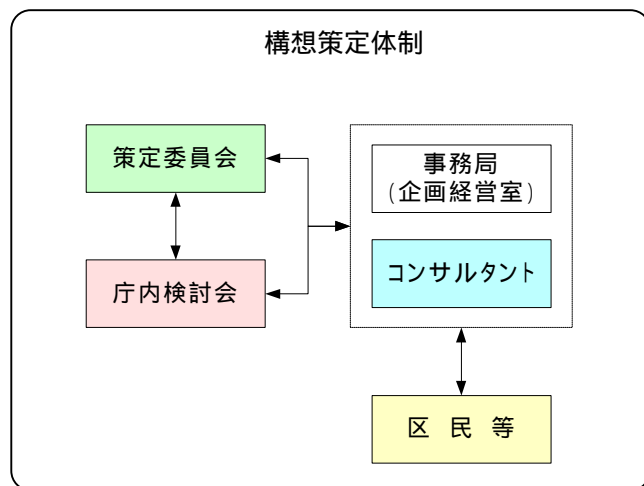 構想策定体制
策定委員会
庁内検討会
事務局
(企画経営室)
コンサルタント
区 民 等